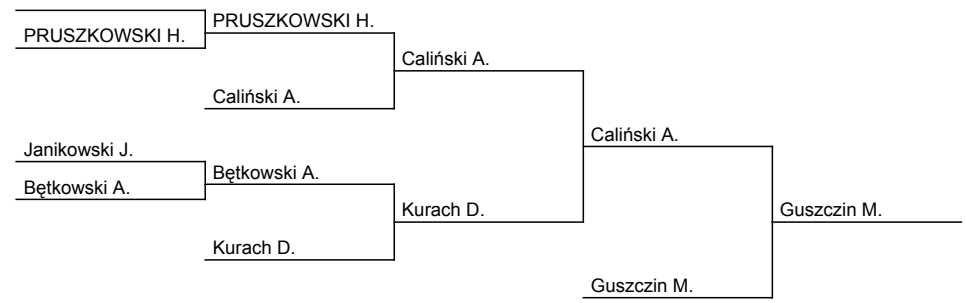 PRUSZKOWSKI H.
PRUSZKOWSKI H.
Caliński A.
Caliński A.
Caliński A.
Janikowski J.
Bętkowski A.
Bętkowski A.
Kurach D.
Guszczin M.
Kurach D.
Guszczin M.